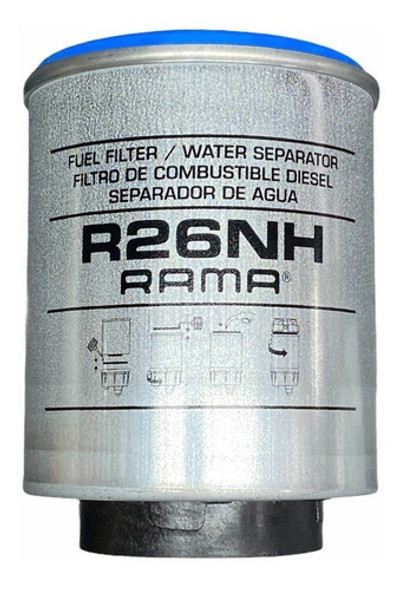 FUEL FILTER / WATER SEPARATOR
FILTRO DE COMBUSTIBLE DIESEL
SEPARADOR DE AGUA
R26NH
RAMA®